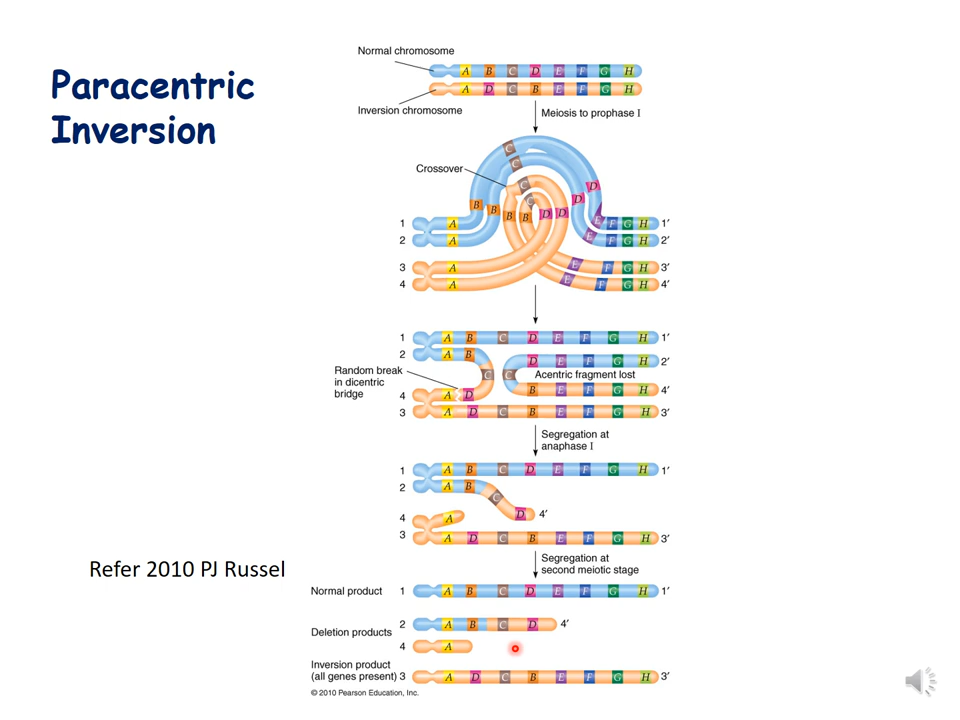 Paracentric
Inversion
Normal chromosome
A B C D E F G H
A D C B E F G H
Inversion chromosome
Meiosis to prophase I
Crossover
C
C
C
C
D
D
B B B B D D
1 A E F G H 1′
2 A E F G H 2′
3 A E F G H 3′
4 A E F G H 4′
1 A B C D E F G H 1′
2 A B D E F G H 2′
Random break
in dicentric
bridge
C C Acentric fragment lost
4 A D B E F G H 4′
3 A D C B E F G H 3′
Segregation at
anaphase I
1 A B C D E F G H 1′
2 A B C D 4′
4 A
3 A D C B E F G H 3′
Segregation at
second meiotic stage
Refer 2010 PJ Russel
Normal product 1 A B C D E F G H 1′
Deletion products
2 A B C D 4′
4 A
Inversion product
(all genes present) 3 A D C B E F G H 3′
© 2010 Pearson Education, Inc.